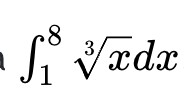 ∫₁⁸ ∛x dx